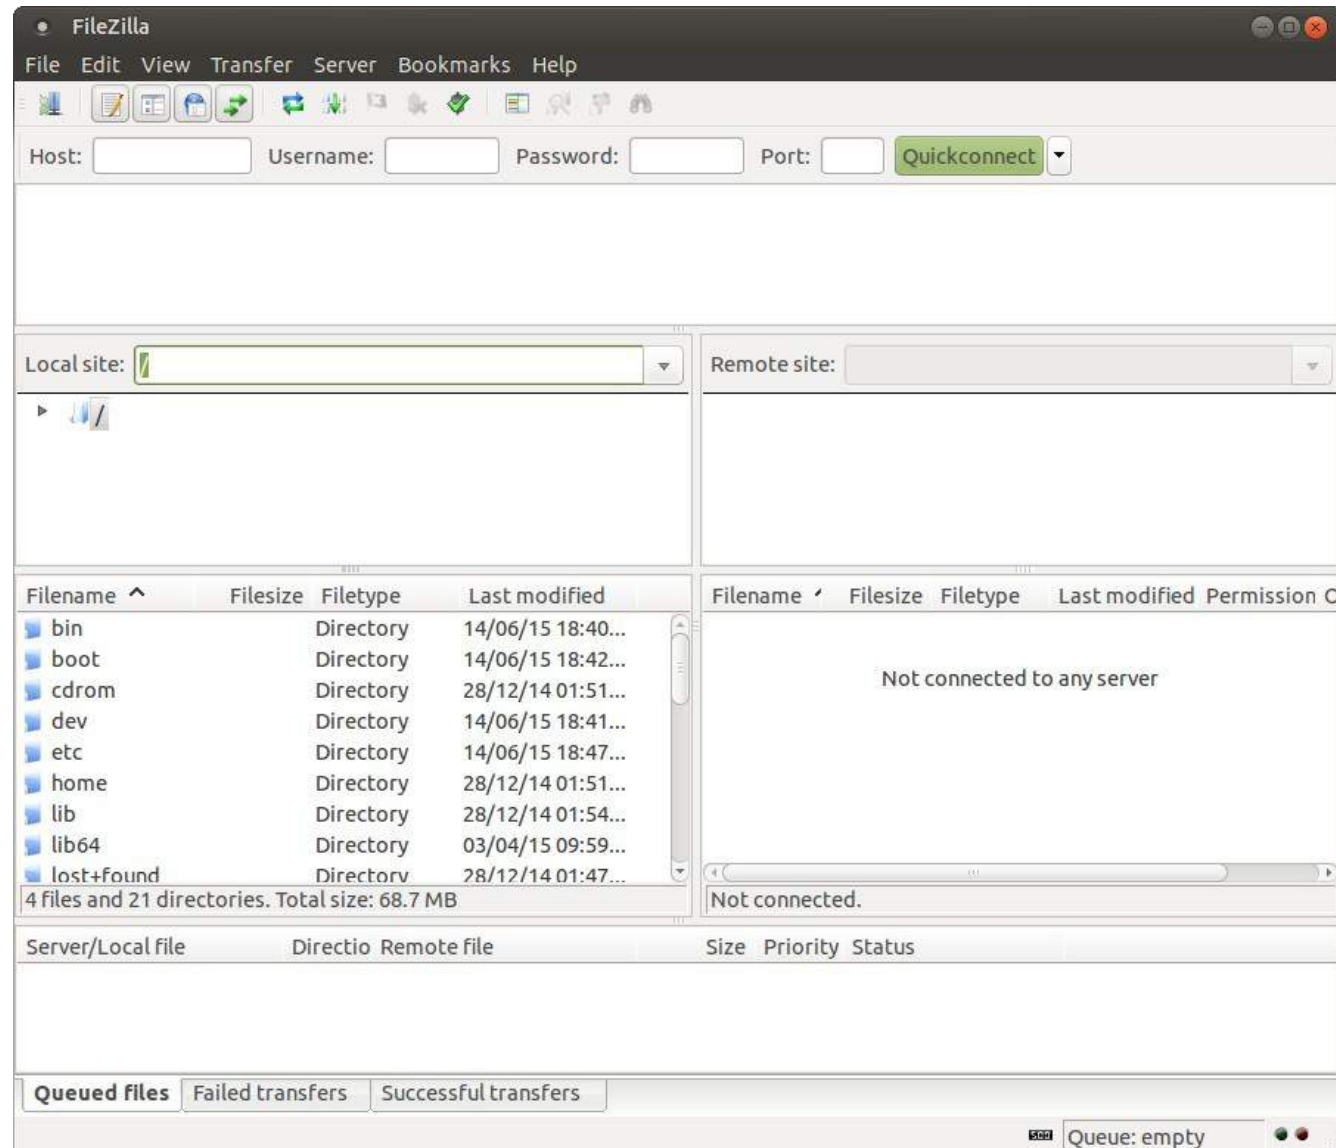 FileZilla
File Edit View Transfer Server Bookmarks Help
Host: Username: Password: Port: Quickconnect
Local site: /
Remote site:
/
Filename Filesize Filetype Last modified
bin Directory 14/06/15 18:40...
boot Directory 14/06/15 18:42...
cdrom Directory 28/12/14 01:51...
dev Directory 14/06/15 18:41...
etc Directory 14/06/15 18:47...
home Directory 28/12/14 01:51...
lib Directory 28/12/14 01:54...
lib64 Directory 03/04/15 09:59...
lost+found Directory 28/12/14 01:47...
4 files and 21 directories. Total size: 68.7 MB
Filename Filesize Filetype Last modified Permission O
Not connected to any server
Not connected.
Server/Local file Directio Remote file Size Priority Status
Queued files Failed transfers Successful transfers
Queue: empty